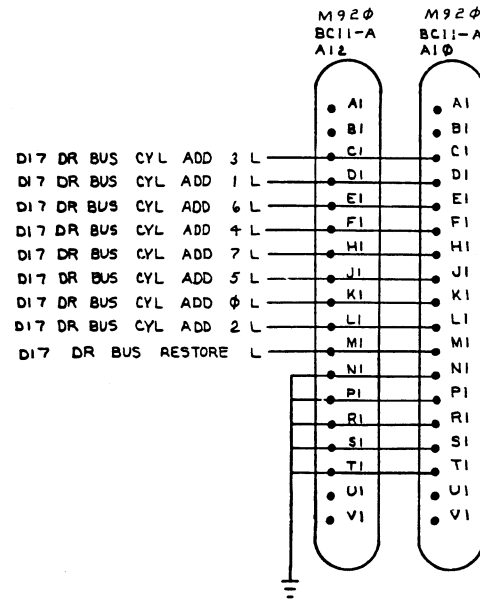 M92Ø M92Ø
BC11-A BC11-A
A12 A1Ø
A1 A1
B1 B1
D17 DR BUS CYL ADD 3 L C1 C1
D17 DR BUS CYL ADD 1 L D1 D1
D17 DR BUS CYL ADD 6 L E1 E1
D17 DR BUS CYL ADD 4 L F1 F1
D17 DR BUS CYL ADD 7 L H1 H1
D17 DR BUS CYL ADD 5 L J1 J1
D17 DR BUS CYL ADD Ø L K1 K1
D17 DR BUS CYL ADD 2 L L1 L1
D17 DR BUS RESTORE L M1 M1
N1 N1
P1 P1
R1 R1
S1 S1
T1 T1
U1 U1
V1 V1